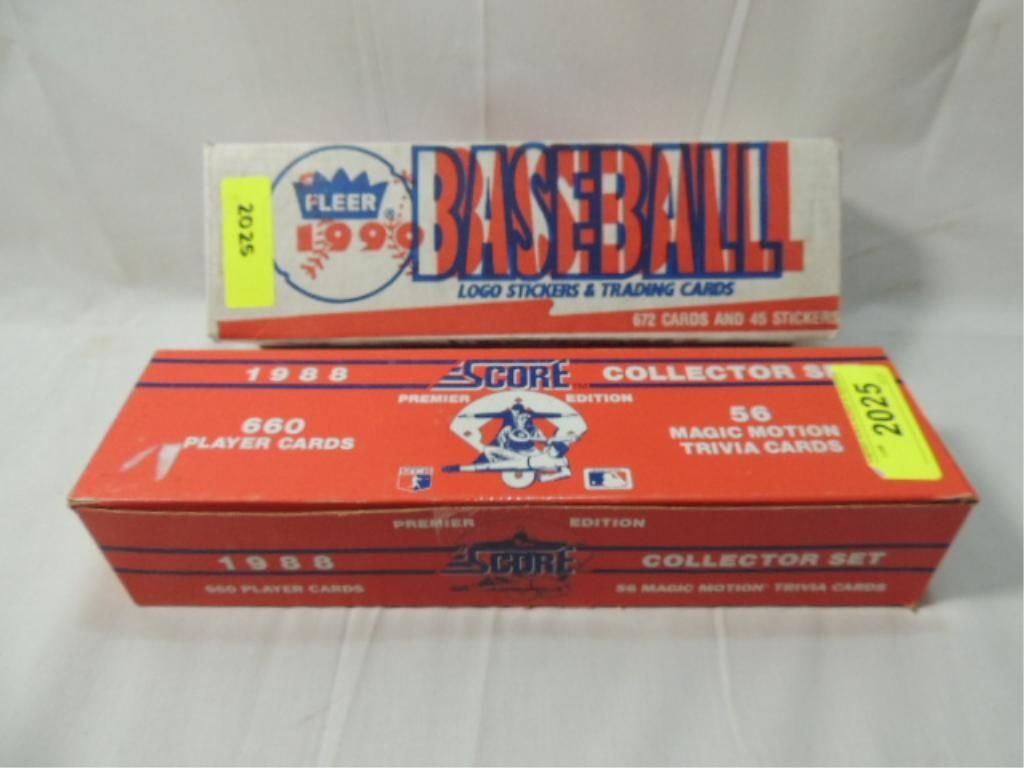 2025
FLEER
1990
BASEBALL
LOGO STICKERS & TRADING CARDS
672 CARDS AND 45 STICKERS
1988 SCORE™ COLLECTOR SE
PREMIER EDITION
660
PLAYER CARDS
56
MAGIC MOTION
TRIVIA CARDS
2025
PREMIER EDITION
1988 SCORE COLLECTOR SET
660 PLAYER CARDS
56 MAGIC MOTION TRIVIA CARDS